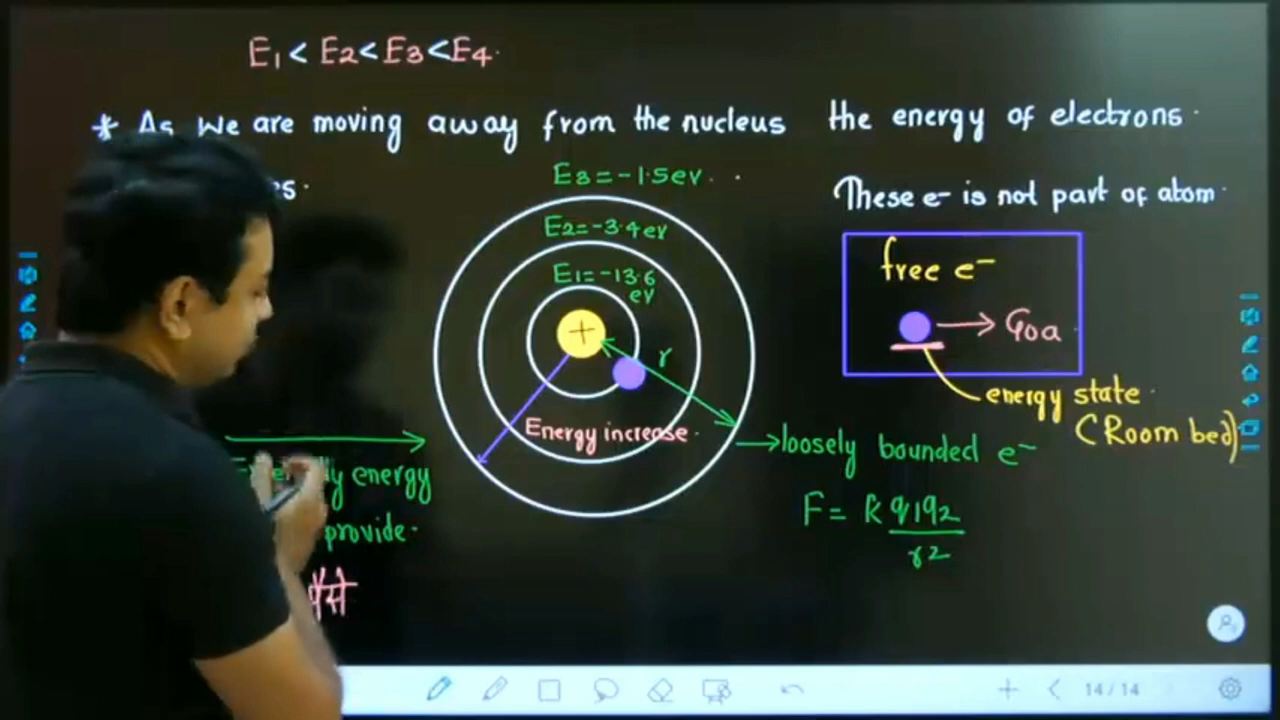 E1 < E2 < E3 < E4.
* As we are moving away from the nucleus the energy of electrons.
E3 = -1.5ev.
These e- is not part of atom.
E2=-3.4ev
free e-
E1=-13.6
ev
+
Goa
r
energy state.
(Room bed)
Energy increase.
loosely bounded e-
energy
provide.
F = k q1q2
r2
14/14